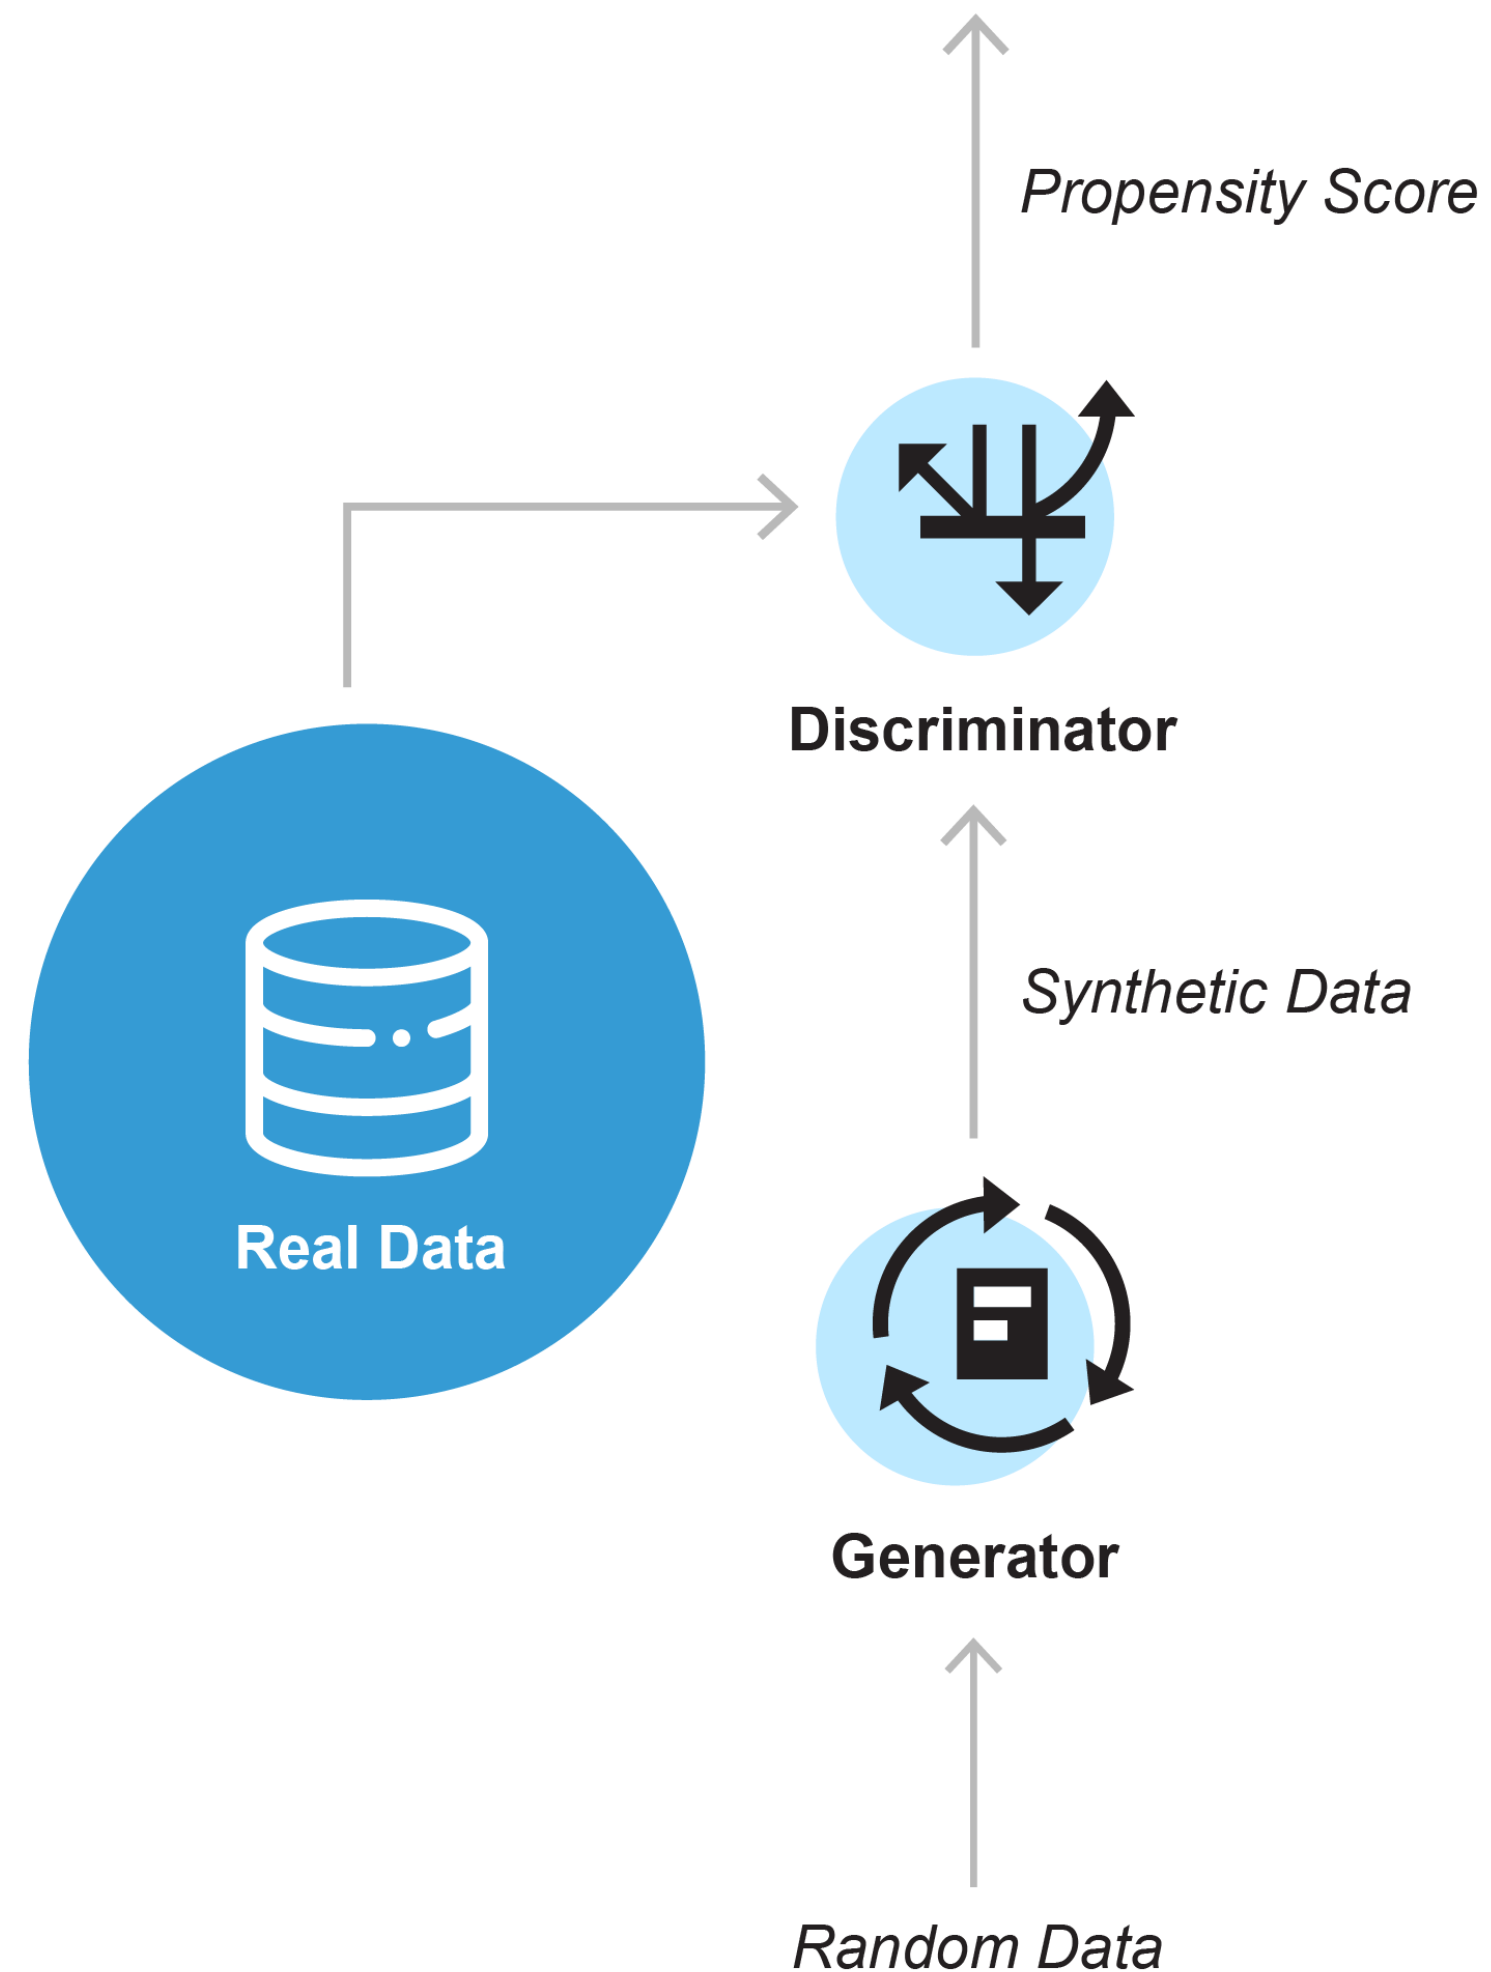 Propensity Score
Discriminator
Synthetic Data
Real Data
Generator
Random Data